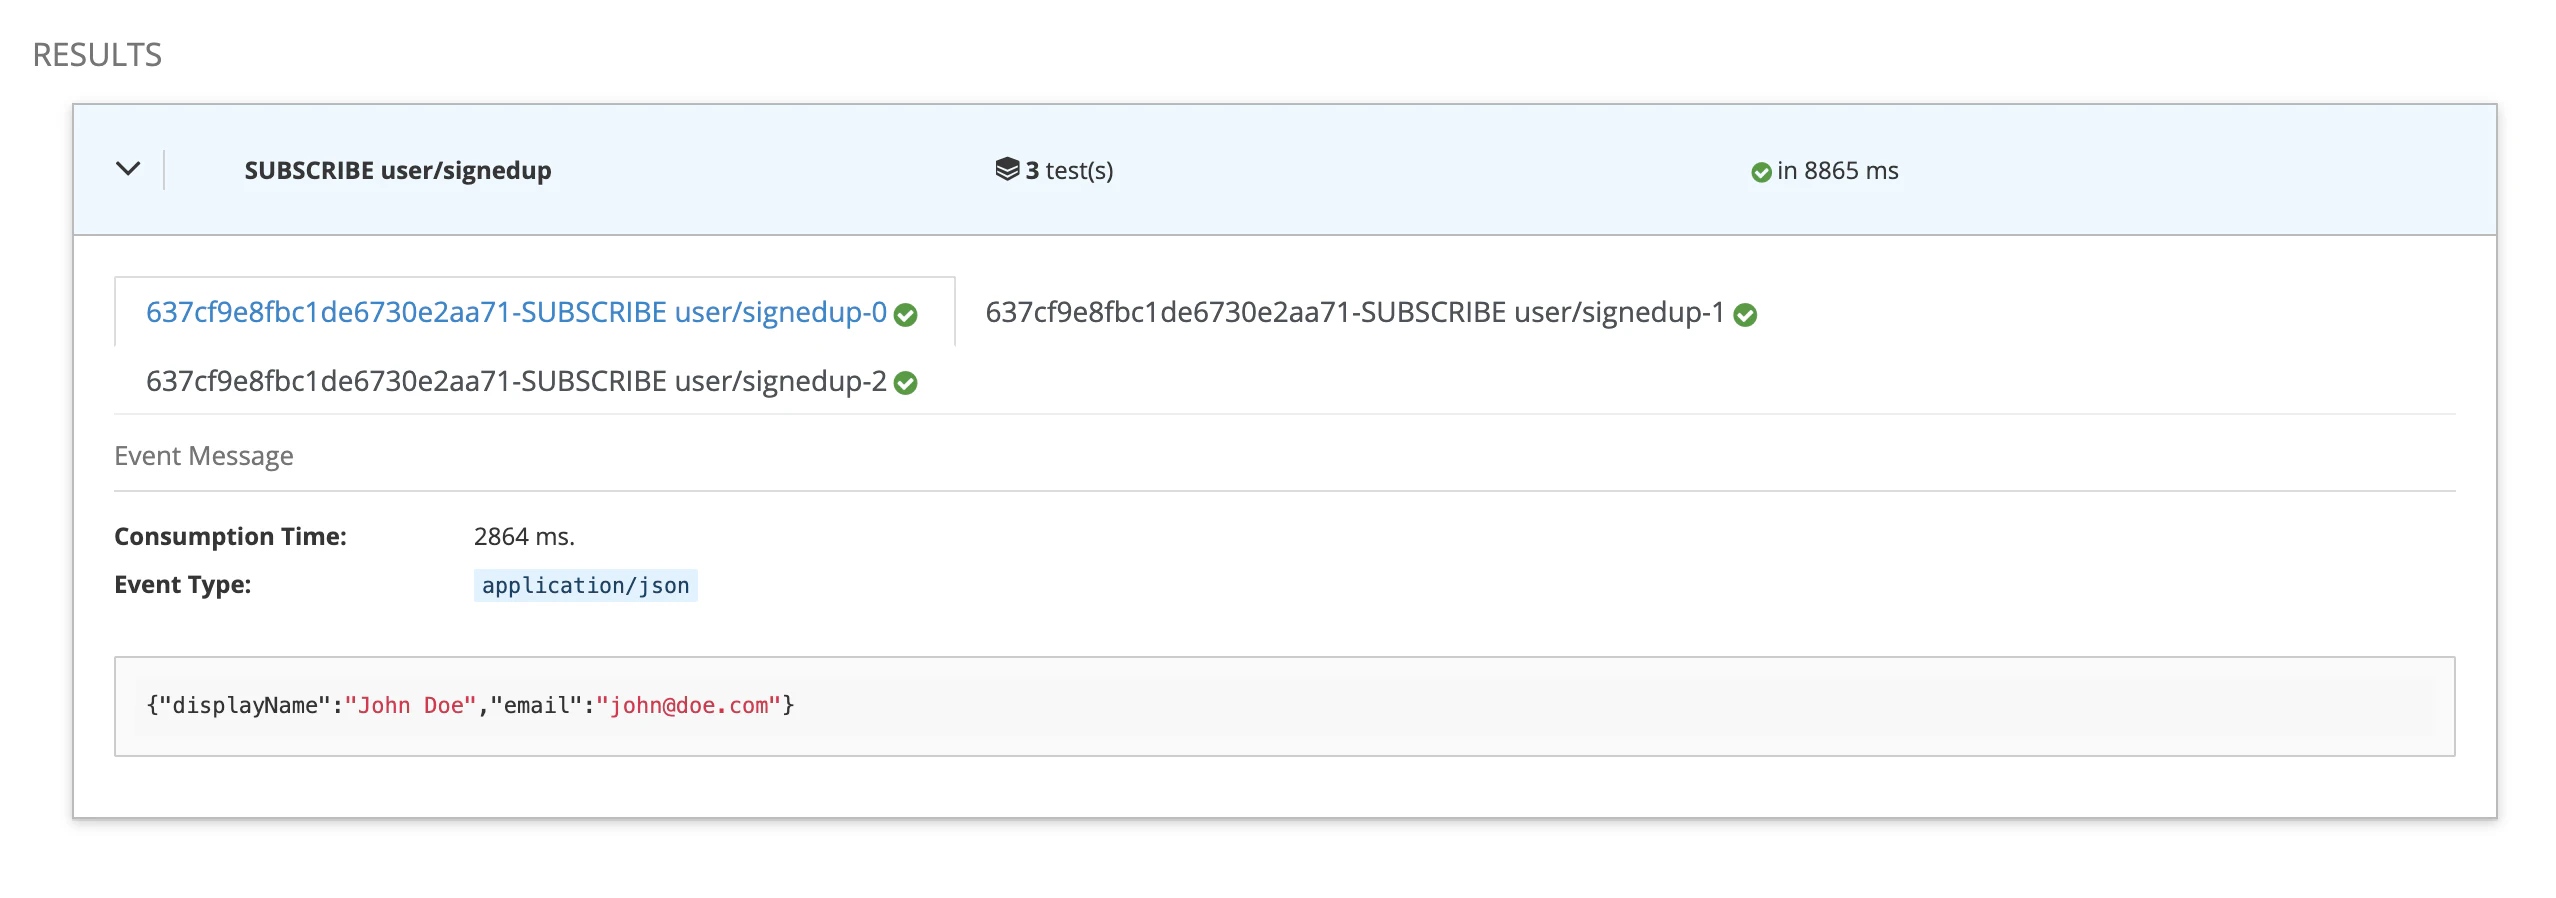 RESULTS
SUBSCRIBE user/signedup 3 test(s) in 8865 ms
637cf9e8fbc1de6730e2aa71-SUBSCRIBE user/signedup-0 637cf9e8fbc1de6730e2aa71-SUBSCRIBE user/signedup-1
637cf9e8fbc1de6730e2aa71-SUBSCRIBE user/signedup-2
Event Message
Consumption Time: 2864 ms.
Event Type: application/json
{"displayName":"John Doe","email":"john@doe.com"}